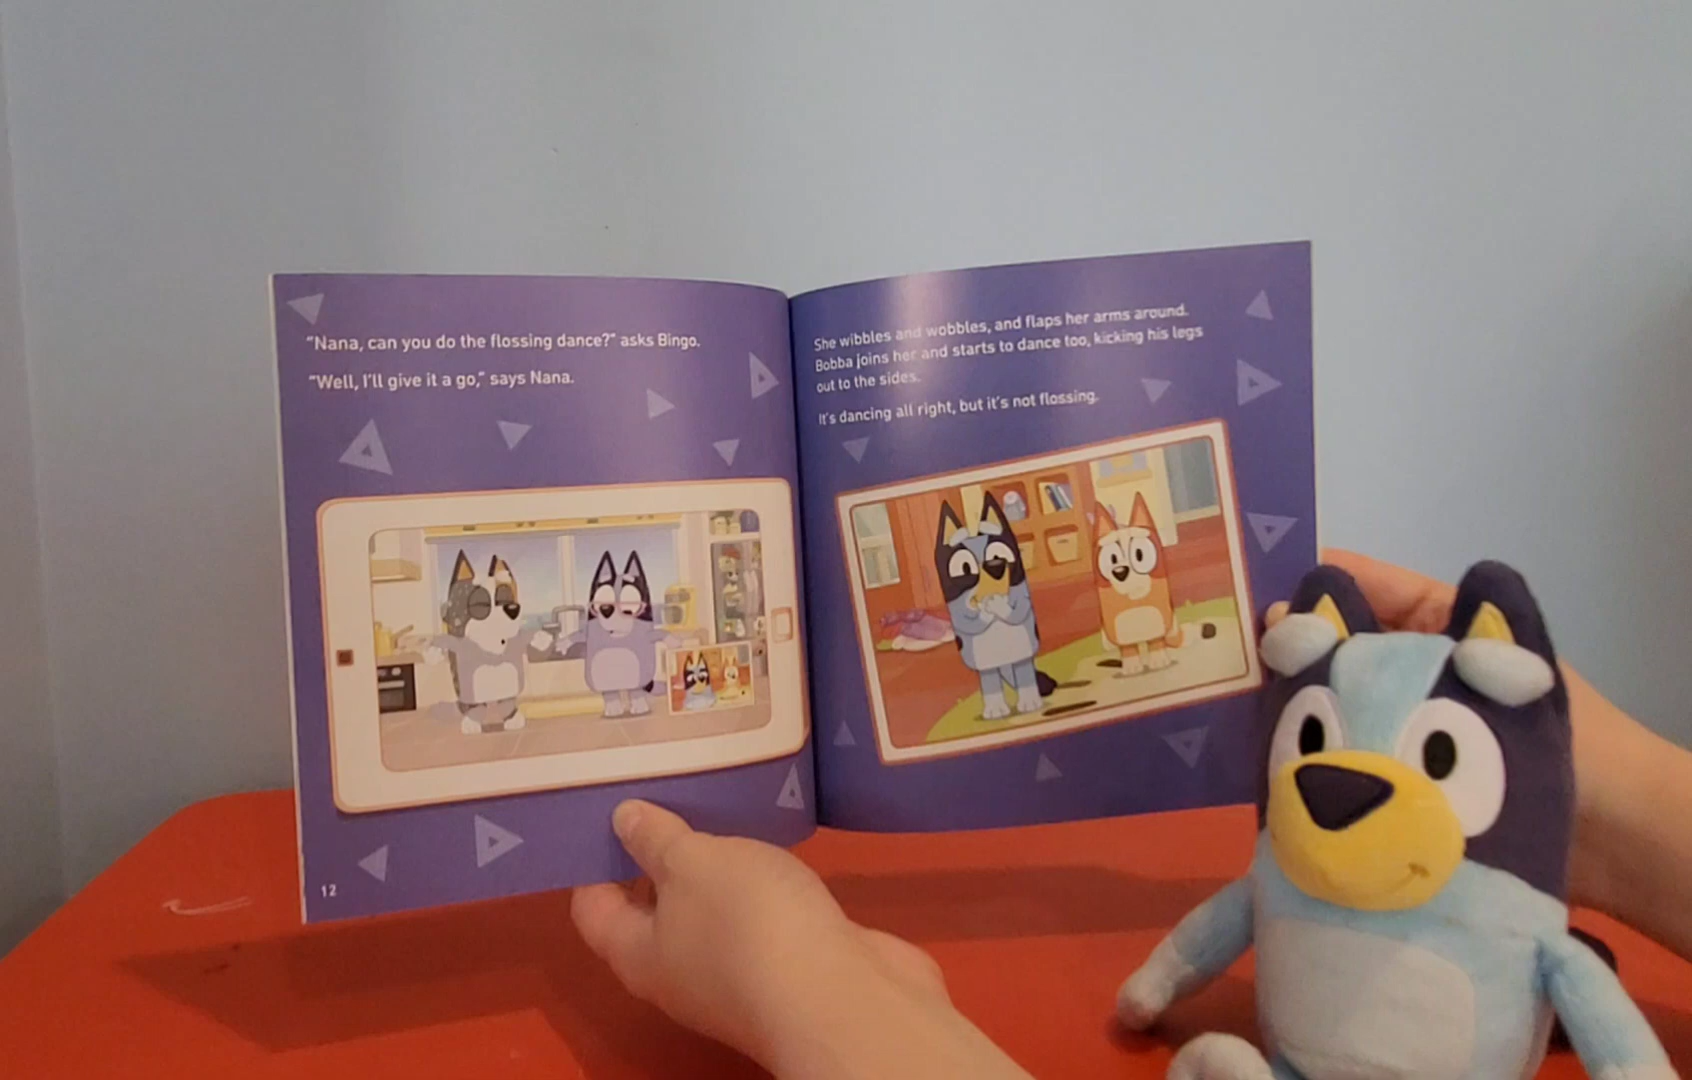 "Nana, can you do the flossing dance?" asks Bingo.
"Well, I'll give it a go," says Nana.
12
She wibbles and wobbles, and flaps her arms around.
Bobba joins her and starts to dance too, kicking his legs
out to the sides.
It's dancing all right, but it's not flossing.